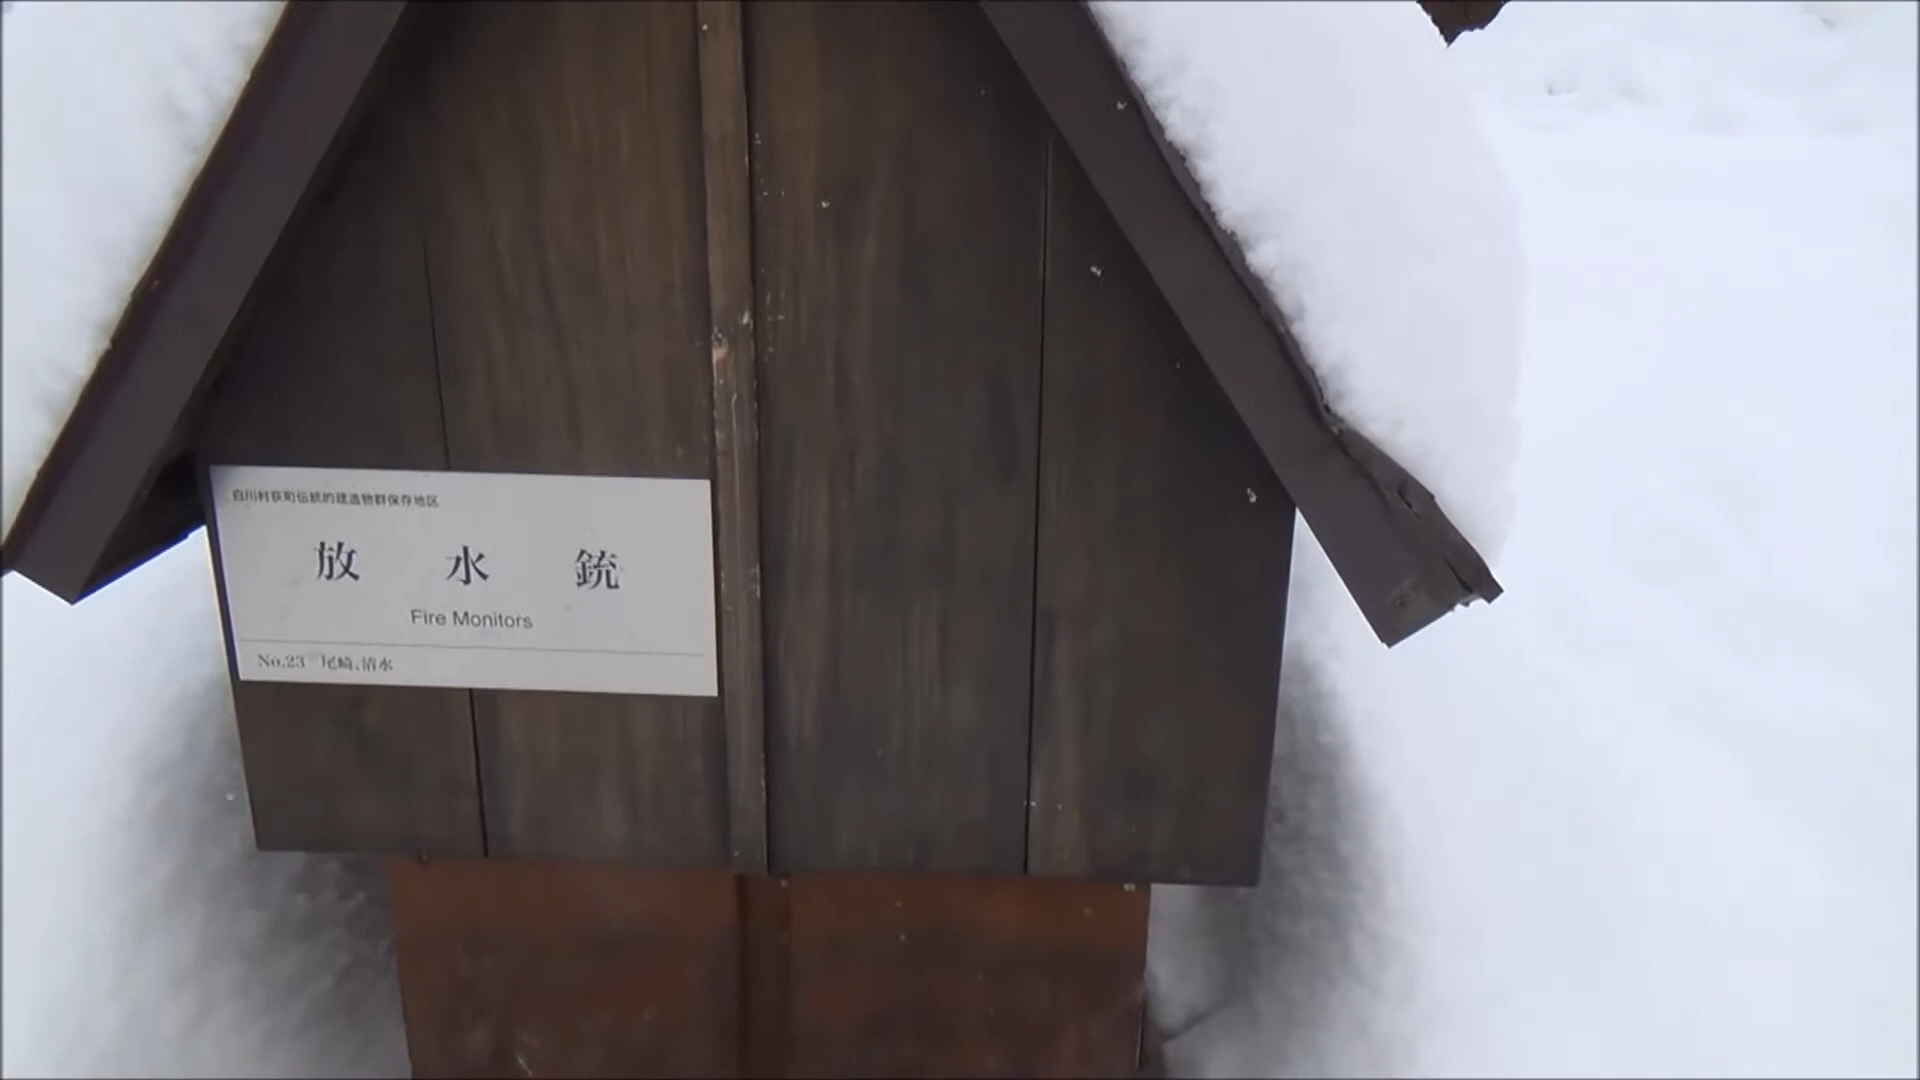 白川村荻町伝統的建造物群保存地区
放 水 銃
Fire Monitors
No.23 尾崎、清水